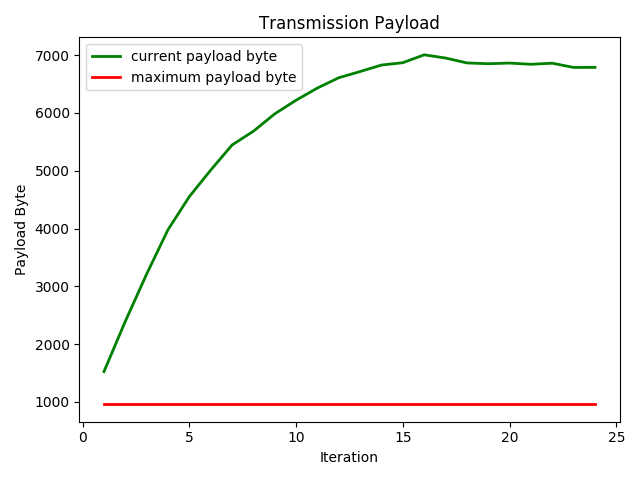 Transmission Payload
current payload byte
maximum payload byte
7000
6000
5000
4000
3000
2000
1000
Payload Byte
0 5 10 15 20 25
Iteration